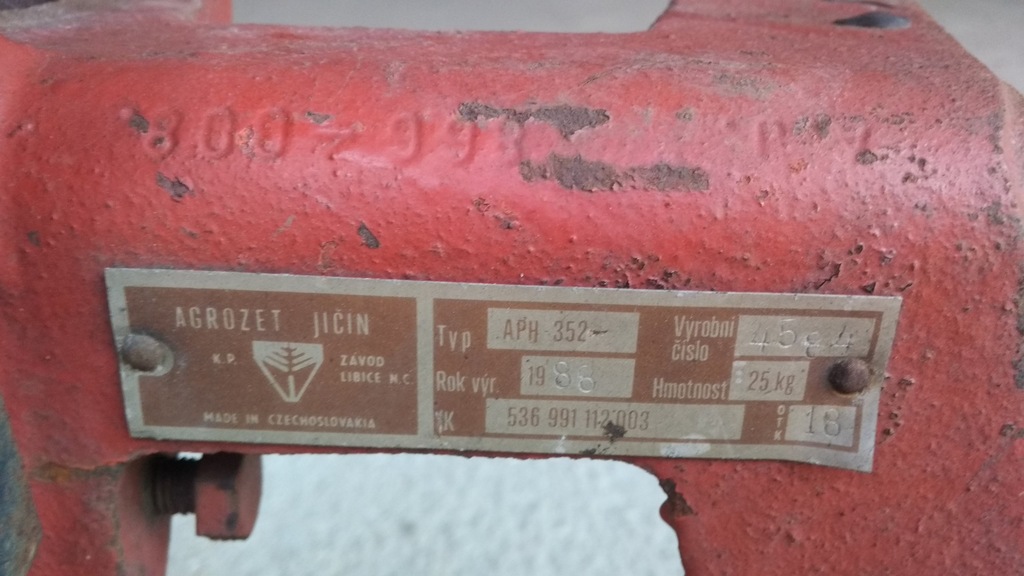 AGROZET JIČÍN
K.P. ZÁVOD
LIBICE N.C.
MADE IN CZECHOSLOVAKIA
Typ APH 352-
Rok výr. 1988
JK 536 991 112 003
Výrobní číslo 4584
Hmotnost 25 kg
OTK 18